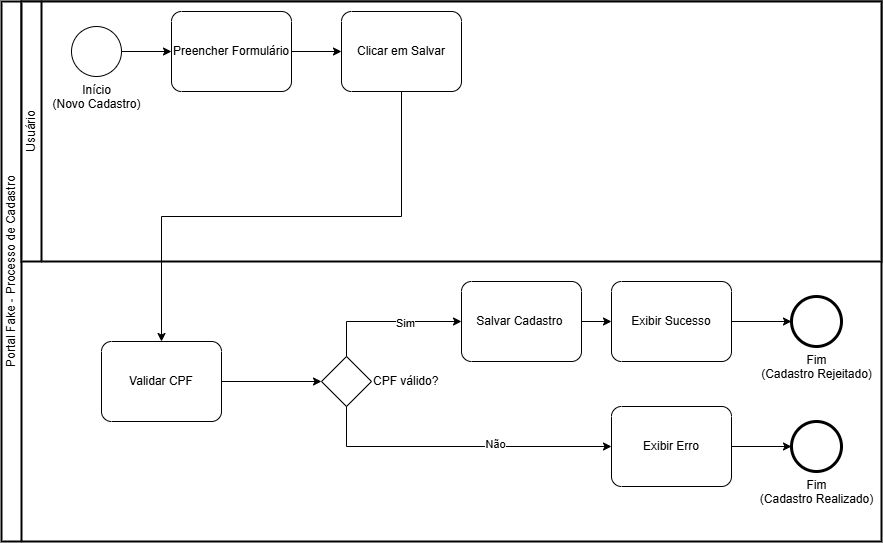 Portal Fake - Processo de Cadastro
Usuário
Início
(Novo Cadastro)
Preencher Formulário
Clicar em Salvar
Validar CPF
CPF válido?
Sim
Salvar Cadastro
Exibir Sucesso
Fim
(Cadastro Rejeitado)
Não
Exibir Erro
Fim
(Cadastro Realizado)